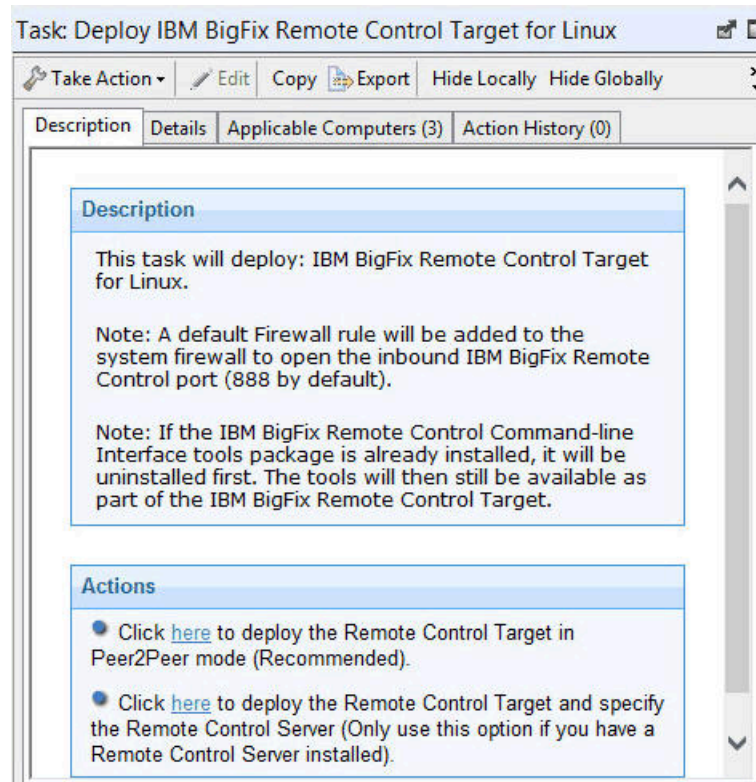 Task: Deploy IBM BigFix Remote Control Target for Linux
Take Action Edit Copy Export Hide Locally Hide Globally
Description Details Applicable Computers (3) Action History (0)
Description
This task will deploy: IBM BigFix Remote Control Target
for Linux.
Note: A default Firewall rule will be added to the
system firewall to open the inbound IBM BigFix Remote
Control port (888 by default).
Note: If the IBM BigFix Remote Control Command-line
Interface tools package is already installed, it will be
uninstalled first. The tools will then still be available as
part of the IBM BigFix Remote Control Target.
Actions
Click here to deploy the Remote Control Target in
Peer2Peer mode (Recommended).
Click here to deploy the Remote Control Target and specify
the Remote Control Server (Only use this option if you have a
Remote Control Server installed).